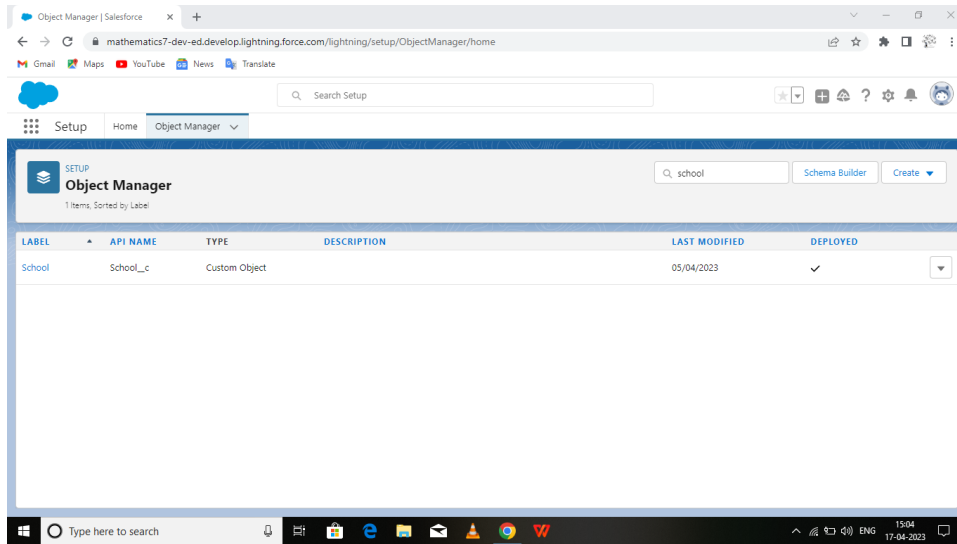 Object Manager | Salesforce
mathematics7-dev-ed.develop.lightning.force.com/lightning/setup/ObjectManager/home
Gmail Maps YouTube News Translate
Search Setup
Setup Home Object Manager
SETUP
Object Manager
1 Items, Sorted by Label
school
Schema Builder Create
LABEL API NAME TYPE DESCRIPTION LAST MODIFIED DEPLOYED
School School__c Custom Object 05/04/2023
Type here to search
ENG 15:04
17-04-2023